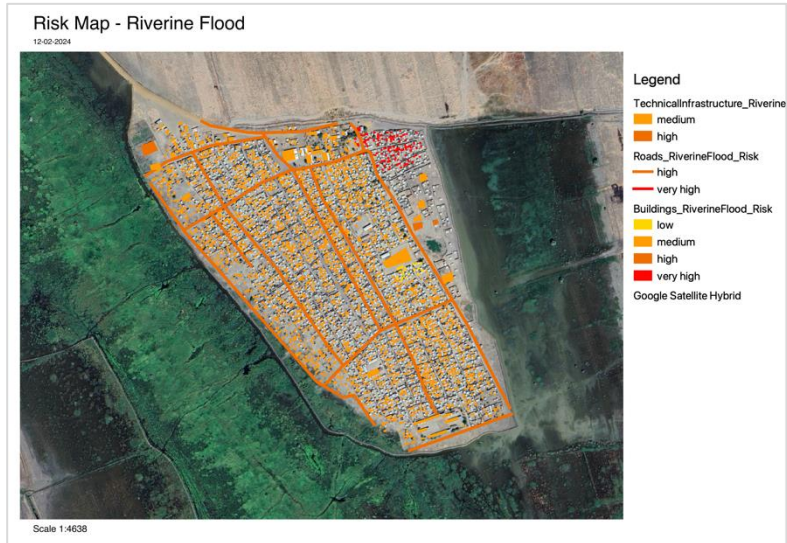 Risk Map - Riverine Flood
12-02-2024
Legend
TechnicalInfrastructure_Riverine
medium
high
Roads_RiverineFlood_Risk
high
very high
Buildings_RiverineFlood_Risk
low
medium
high
very high
Google Satellite Hybrid
Scale 1:4638